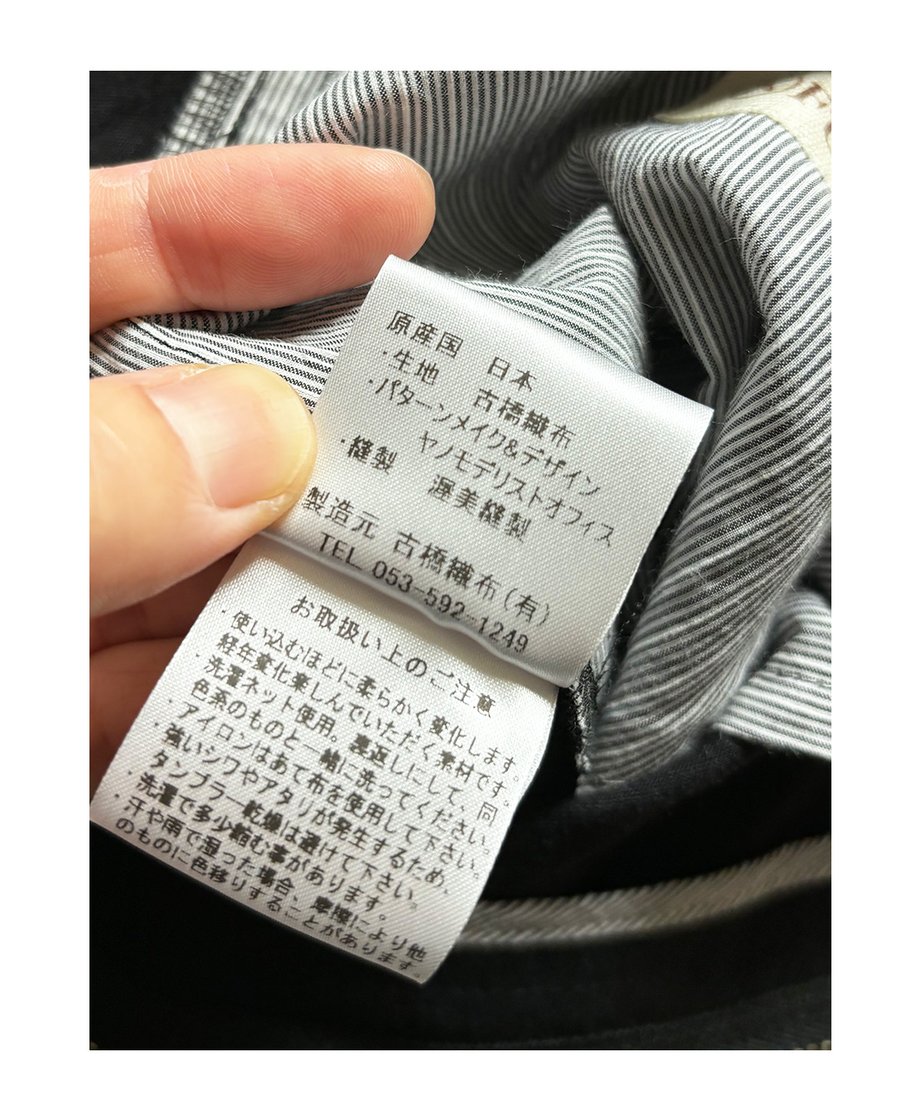 原産国 日本
・生地 古橋織布
・パターンメイク&デザイン
ヤノモデリストオフィス
・縫製 渥美縫製
製造元 古橋織布(有)
TEL 053-592-1249
お取扱い上のご注意
・使い込むほどに柔らかく変化します。
経年変化楽しんでいただく素材です。
・洗濯ネット使用。裏返しにして、同
色系のものと一緒に洗ってください。
・アイロンはあて布を使用して下さい。
・強いシワやアタリが発生するため、
タンブラー乾燥は避けて下さい。
・洗濯で多少縮む事があります。
・汗や雨で湿った場合、摩擦により他
のものに色移りすることがあります。